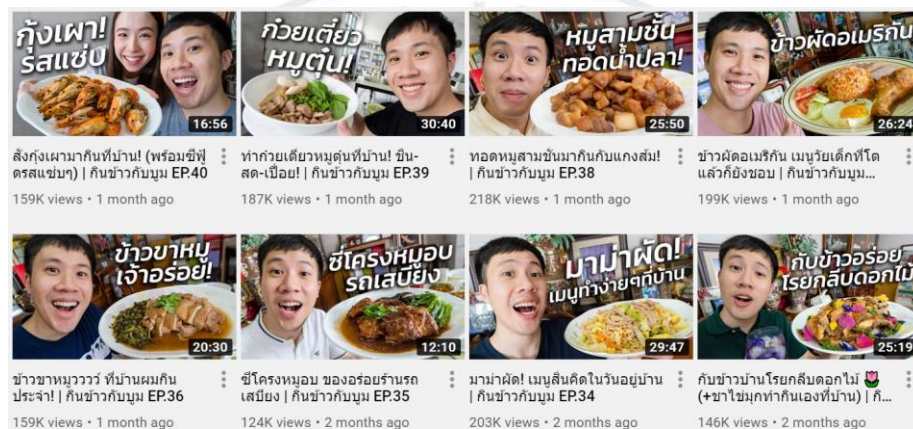 กุ้งเผา!
รสแซ่บ
16:56
ก๋วยเตี๋ยว
หมูตุ๋น!
30:40
หมูสามชั้น
ทอดน้ำปลา!
25:50
ข้าวผัดอเมริกัน
26:24
สั่งกุ้งเผามากินที่บ้าน! (พร้อมซีฟู้
ดรสแซ่บๆ) | กินข้าวกับบูม EP.40
159K views • 1 month ago
ทำก๋วยเตี๋ยวหมูตุ๋นที่บ้าน! ชิ้น-
สด-เปื่อย! | กินข้าวกับบูม EP.39
187K views • 1 month ago
ทอดหมูสามชั้นมากินกับแกงส้ม!
| กินข้าวกับบูม EP.38
218K views • 1 month ago
ข้าวผัดอเมริกัน เมนูวัยเด็กที่โต
แล้วก็ยังชอบ | กินข้าวกับบูม...
199K views • 1 month ago
ข้าวขาหมู
เจ้าอร่อย!
20:30
ซี่โครงหมูอบ
รถเสบียง
12:10
มาม่าผัด!
เมนูทำง่ายๆที่บ้าน
29:47
กับข้าวอร่อย
โรยกลีบดอกไม้
25:19
ข้าวขาหมูวววว์ ที่บ้านผมกิน
ประจำ! | กินข้าวกับบูม EP.36
159K views • 1 month ago
ซี่โครงหมูอบ ของอร่อยร้านรถ
เสบียง | กินข้าวกับบูม EP.35
124K views • 2 months ago
มาม่าผัด! เมนูสิ้นคิดในวันอยู่บ้าน
| กินข้าวกับบูม EP.34
203K views • 2 months ago
กับข้าวบ้านโรยกลีบดอกไม้ 🌷
(+ชาไข่มุกทำกินเองที่บ้าน) | กิ...
146K views • 2 months ago